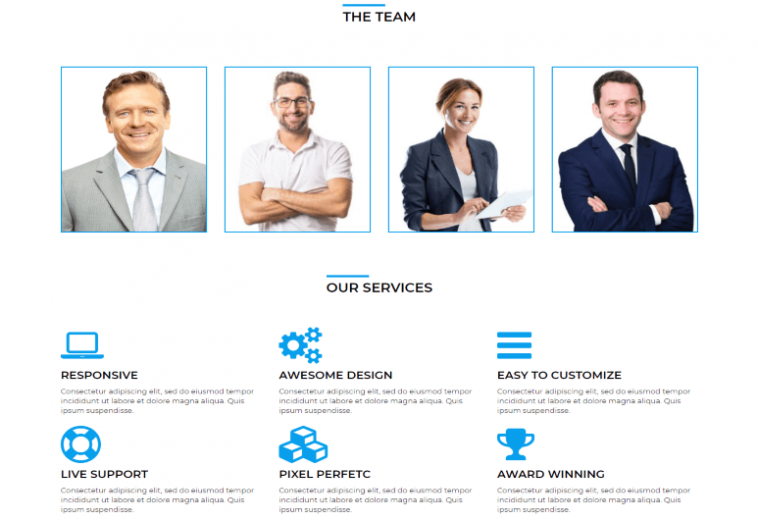 THE TEAM
OUR SERVICES
RESPONSIVE
Consectetur adipiscing elit, sed do eiusmod tempor
incididunt ut labore et dolore magna aliqua. Quis
ipsum suspendisse.
AWESOME DESIGN
Consectetur adipiscing elit, sed do eiusmod tempor
incididunt ut labore et dolore magna aliqua. Quis
ipsum suspendisse.
EASY TO CUSTOMIZE
Consectetur adipiscing elit, sed do eiusmod tempor
incididunt ut labore et dolore magna aliqua. Quis
ipsum suspendisse.
LIVE SUPPORT
Consectetur adipiscing elit, sed do eiusmod tempor
incididunt ut labore et dolore magna aliqua. Quis
ipsum suspendisse.
PIXEL PERFETC
Consectetur adipiscing elit, sed do eiusmod tempor
incididunt ut labore et dolore magna aliqua. Quis
ipsum suspendisse.
AWARD WINNING
Consectetur adipiscing elit, sed do eiusmod tempor
incididunt ut labore et dolore magna aliqua. Quis
ipsum suspendisse.